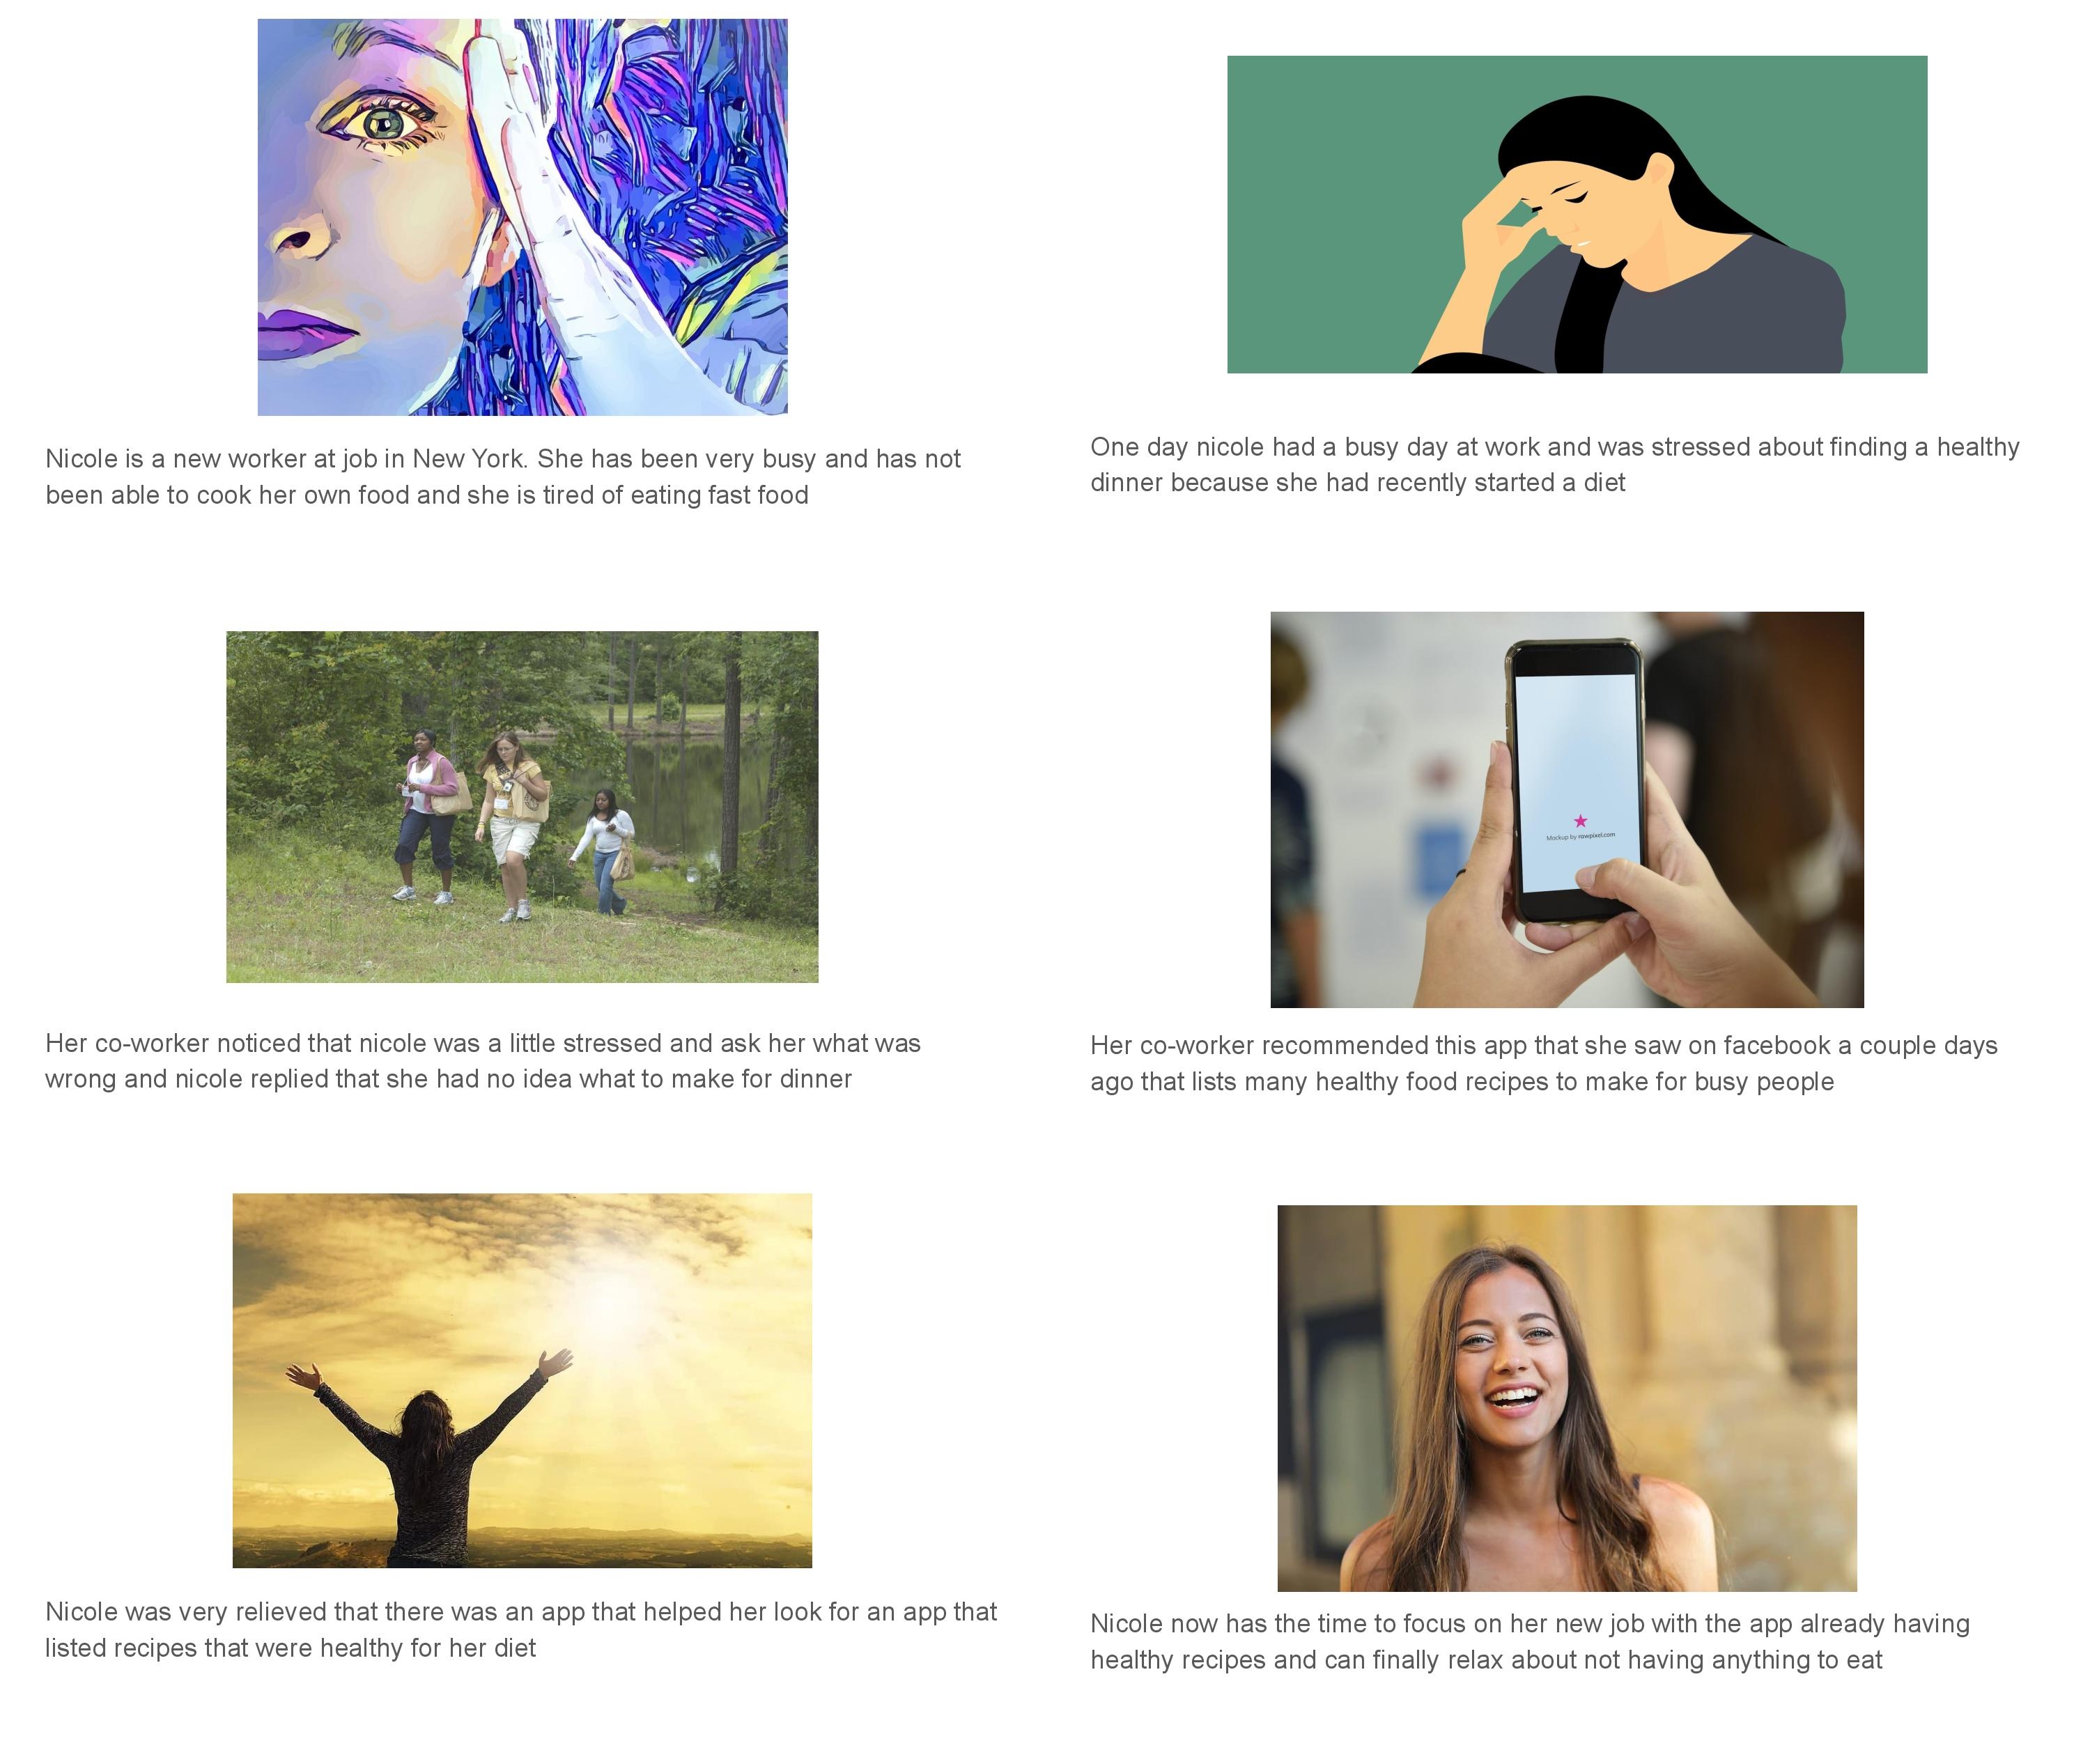 Nicole is a new worker at job in New York. She has been very busy and has not
been able to cook her own food and she is tired of eating fast food
One day nicole had a busy day at work and was stressed about finding a healthy
dinner because she had recently started a diet
Mockup by rawpixel.com
Her co-worker noticed that nicole was a little stressed and ask her what was
wrong and nicole replied that she had no idea what to make for dinner
Her co-worker recommended this app that she saw on facebook a couple days
ago that lists many healthy food recipes to make for busy people
Nicole was very relieved that there was an app that helped her look for an app that
listed recipes that were healthy for her diet
Nicole now has the time to focus on her new job with the app already having
healthy recipes and can finally relax about not having anything to eat